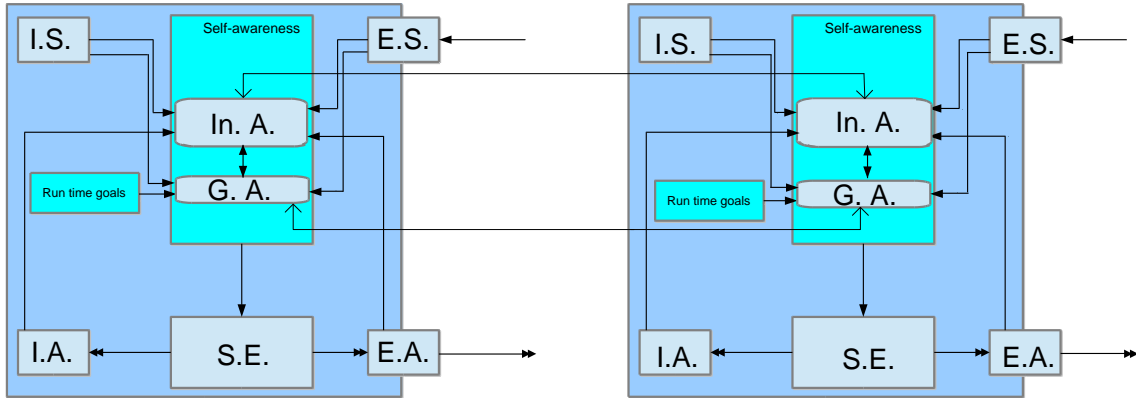 I.S.
Self-awareness
E.S.
In. A.
Run time goals
G. A.
I.A.
S.E.
E.A.
I.S.
Self-awareness
E.S.
In. A.
Run time goals
G. A.
I.A.
S.E.
E.A.